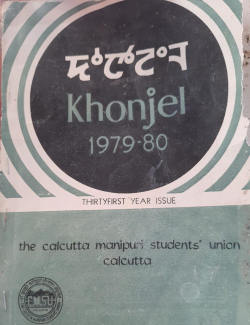 Khonjel
1979-80
THIRTYFIRST YEAR ISSUE
the calcutta manipuri students' union
calcutta